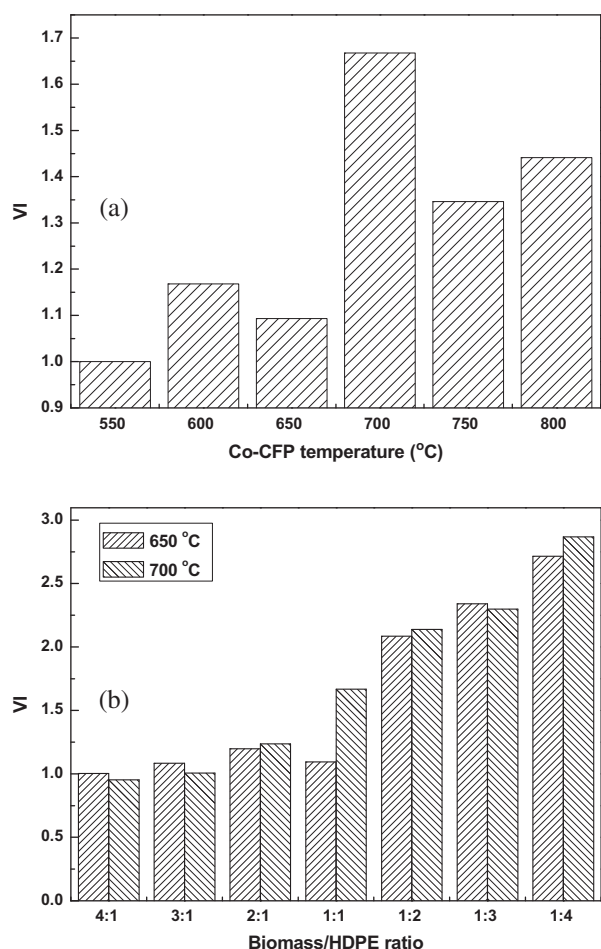 1.7
1.6
1.5
1.4
1.3
1.2
1.1
1.0
0.9
VI
(a)
550 600 650 700 750 800
Co-CFP temperature (°C)
3.0
2.5
2.0
1.5
1.0
0.5
0.0
VI
650 °C
700 °C
(b)
4:1 3:1 2:1 1:1 1:2 1:3 1:4
Biomass/HDPE ratio